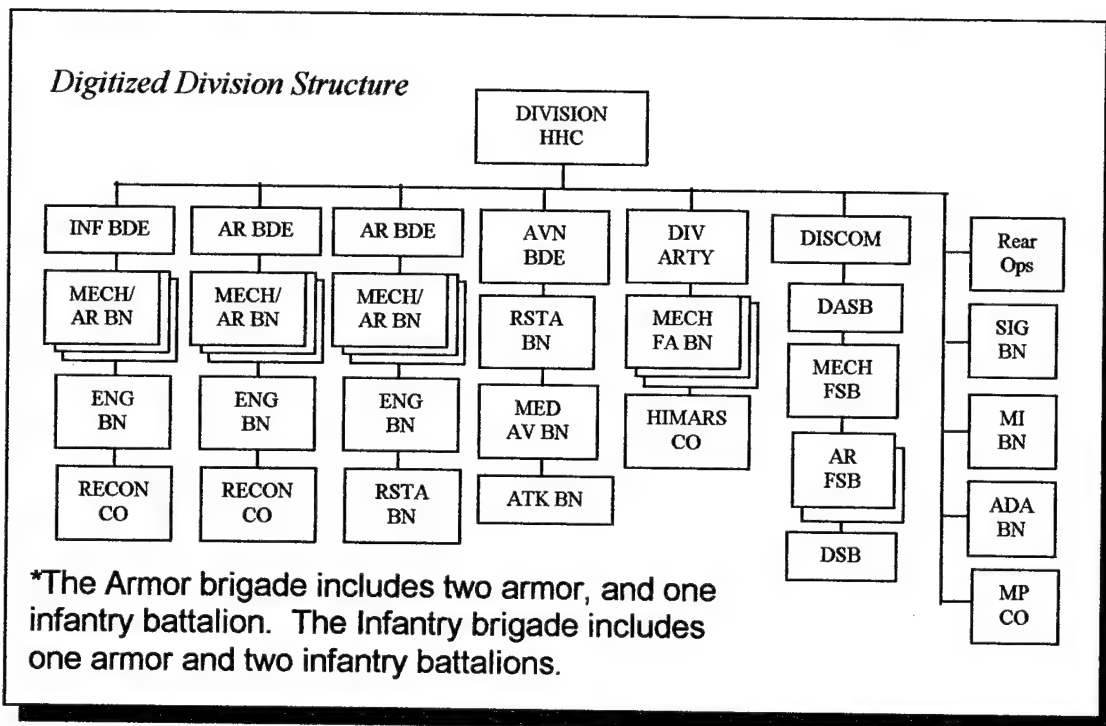 Digitized Division Structure
DIVISION
HHC
INF BDE
MECH/
AR BN
ENG
BN
RECON
CO
AR BDE
MECH/
AR BN
ENG
BN
RECON
CO
AR BDE
MECH/
AR BN
ENG
BN
RSTA
BN
AVN
BDE
RSTA
BN
MED
AV BN
ATK BN
DIV
ARTY
MECH
FA BN
HIMARS
CO
DISCOM
DASB
MECH
FSB
AR
FSB
DSB
Rear
Ops
SIG
BN
MI
BN
ADA
BN
MP
CO
*The Armor brigade includes two armor, and one
infantry battalion. The Infantry brigade includes
one armor and two infantry battalions.